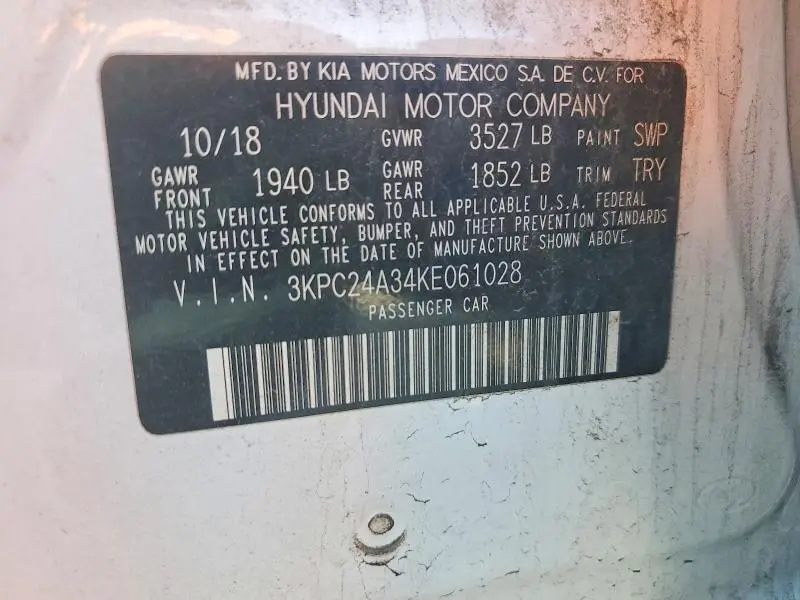 MFD. BY KIA MOTORS MEXICO S.A. DE C.V. FOR
HYUNDAI MOTOR COMPANY
10/18 GVWR 3527 LB PAINT SWP
GAWR FRONT 1940 LB GAWR REAR 1852 LB TRIM TRY
THIS VEHICLE CONFORMS TO ALL APPLICABLE U.S.A. FEDERAL
MOTOR VEHICLE SAFETY, BUMPER, AND THEFT PREVENTION STANDARDS
IN EFFECT ON THE DATE OF MANUFACTURE SHOWN ABOVE.
V.I.N. 3KPC24A34KE061028
PASSENGER CAR